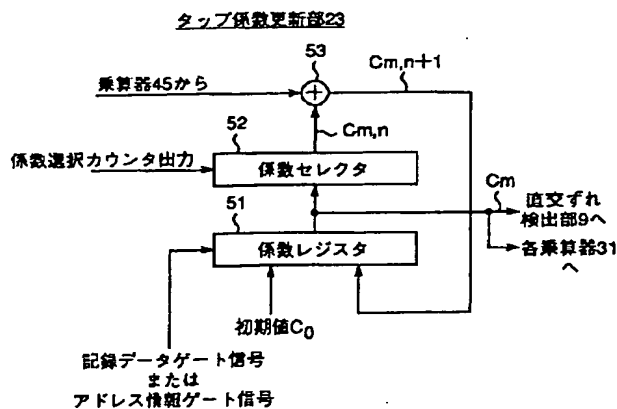 タップ係数更新部23
53
Cm,n+1
乗算器45から
52
Cm,n
係数選択カウンタ出力
係数セレクタ
51
Cm
直交ずれ
検出部9へ
係数レジスタ
各乗算器31
へ
初期値C₀
記録データゲート信号
または
アドレス情報ゲート信号